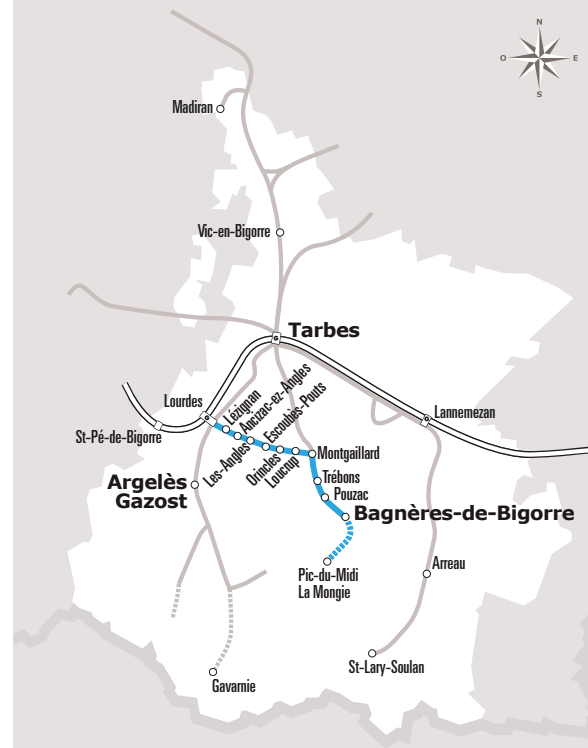 N
O
E
S
Madiran
Vic-en-Bigorre
Tarbes
Lourdes
Lézignan
Arcizac-ez-Angles
Les-Angles
Escoubès-Pouts
Orincles
Loucrup
Lannemezan
St-Pé-de-Bigorre
Montgaillard
Argelès
Gazost
Trébons
Pouzac
Bagnères-de-Bigorre
Pic-du-Midi
La Mongie
Arreau
St-Lary-Soulan
Gavarnie